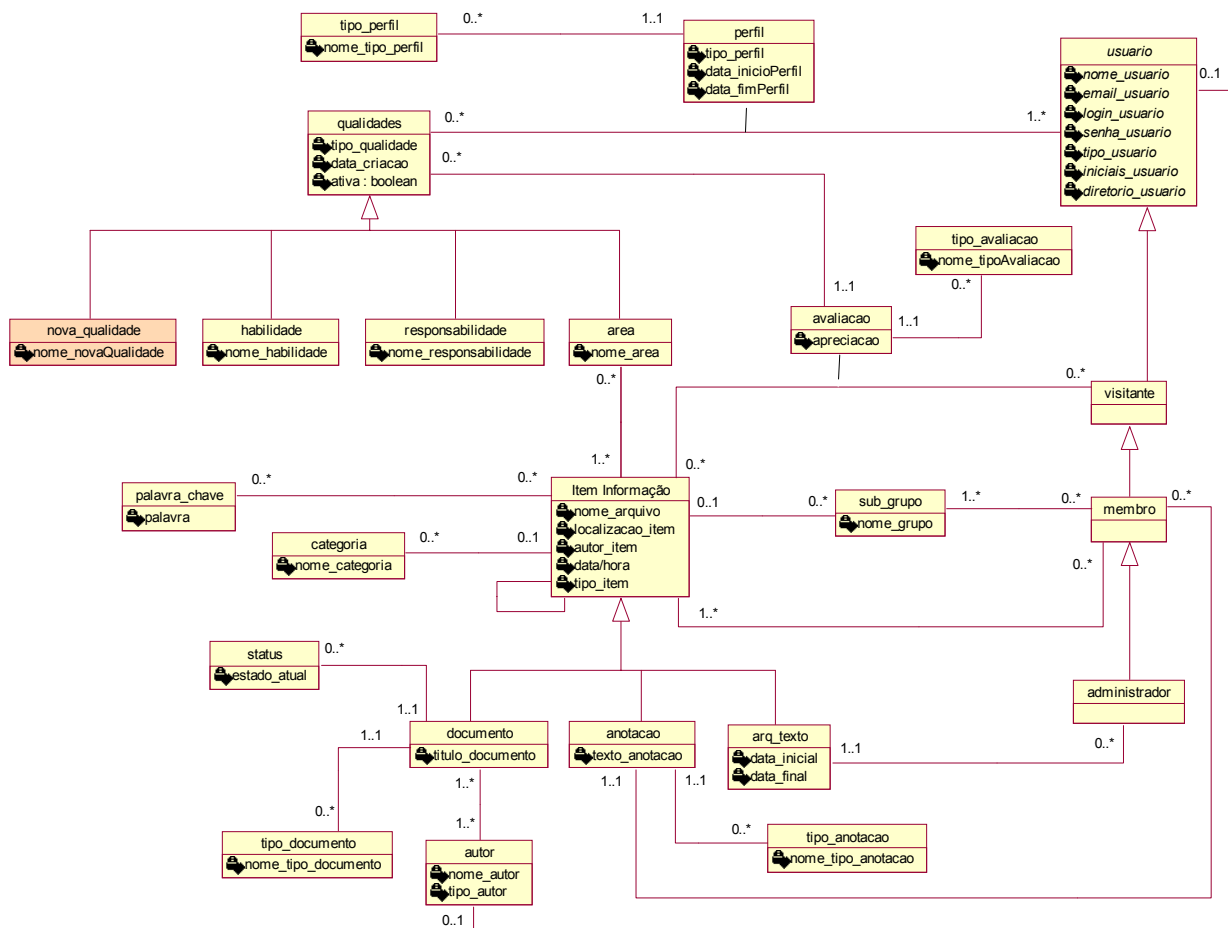 tipo_perfil
nome_tipo_perfil
0..*
1..1
perfil
tipo_perfil
data_inicioPerfil
data_fimPerfil
usuario
nome_usuario
email_usuario
login_usuario
senha_usuario
tipo_usuario
iniciais_usuario
diretorio_usuario
0..1
qualidades
tipo_qualidade
data_criacao
ativa : boolean
0..*
1..*
0..*
tipo_avaliacao
nome_tipoAvaliacao
0..*
1..1
avaliacao
apreciacao
1..1
nova_qualidade
nome_novaQualidade
habilidade
nome_habilidade
responsabilidade
nome_responsabilidade
area
nome_area
0..*
0..*
visitante
1..*
0..*
palavra_chave
palavra
0..*
0..*
Item Informação
nome_arquivo
localizacao_item
autor_item
data/hora
tipo_item
0..1
0..*
sub_grupo
nome_grupo
1..*
0..*
membro
0..*
categoria
nome_categoria
0..*
0..1
0..*
1..*
status
estado_atual
0..*
administrador
1..1
documento
titulo_documento
anotacao
texto_anotacao
arq_texto
data_inicial
data_final
0..*
1..1
1..1
1..*
1..1
1..1
0..*
1..*
0..*
tipo_documento
nome_tipo_documento
autor
nome_autor
tipo_autor
tipo_anotacao
nome_tipo_anotacao
0..1